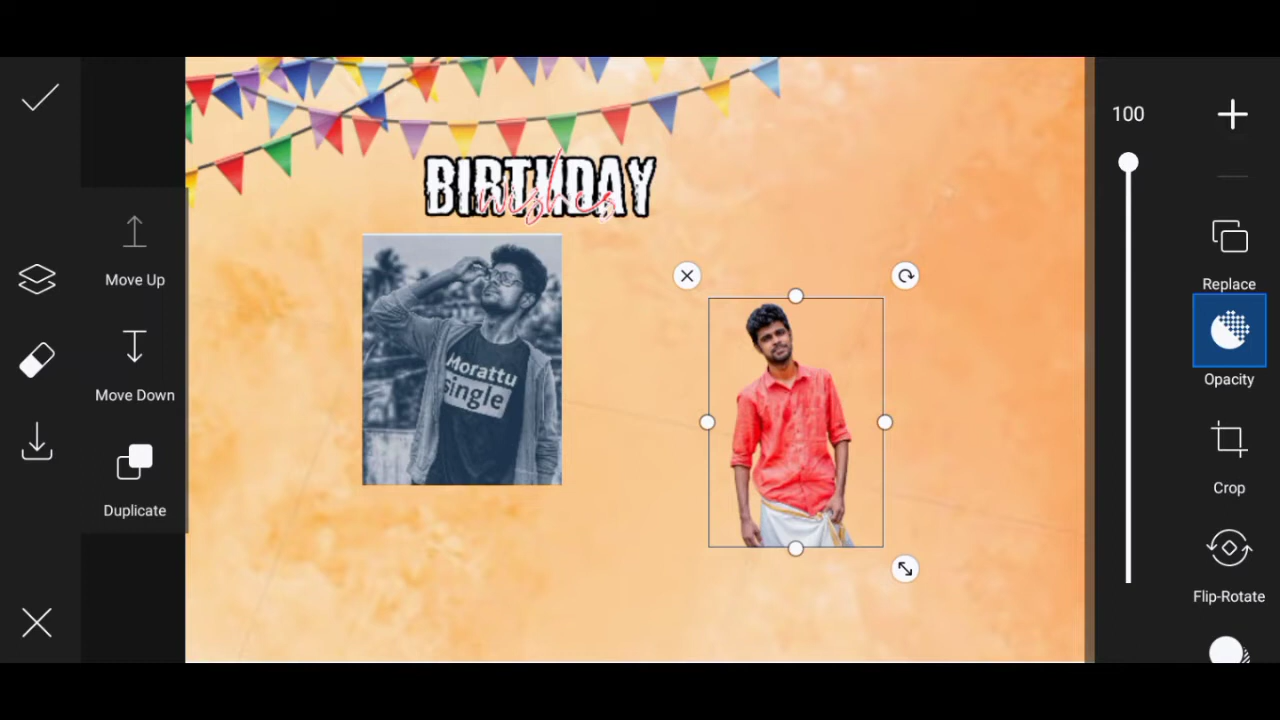 100
BIRTHDAY
wishes
Move Up
Replace
Morattu
single
Opacity
Move Down
Crop
Duplicate
Flip-Rotate